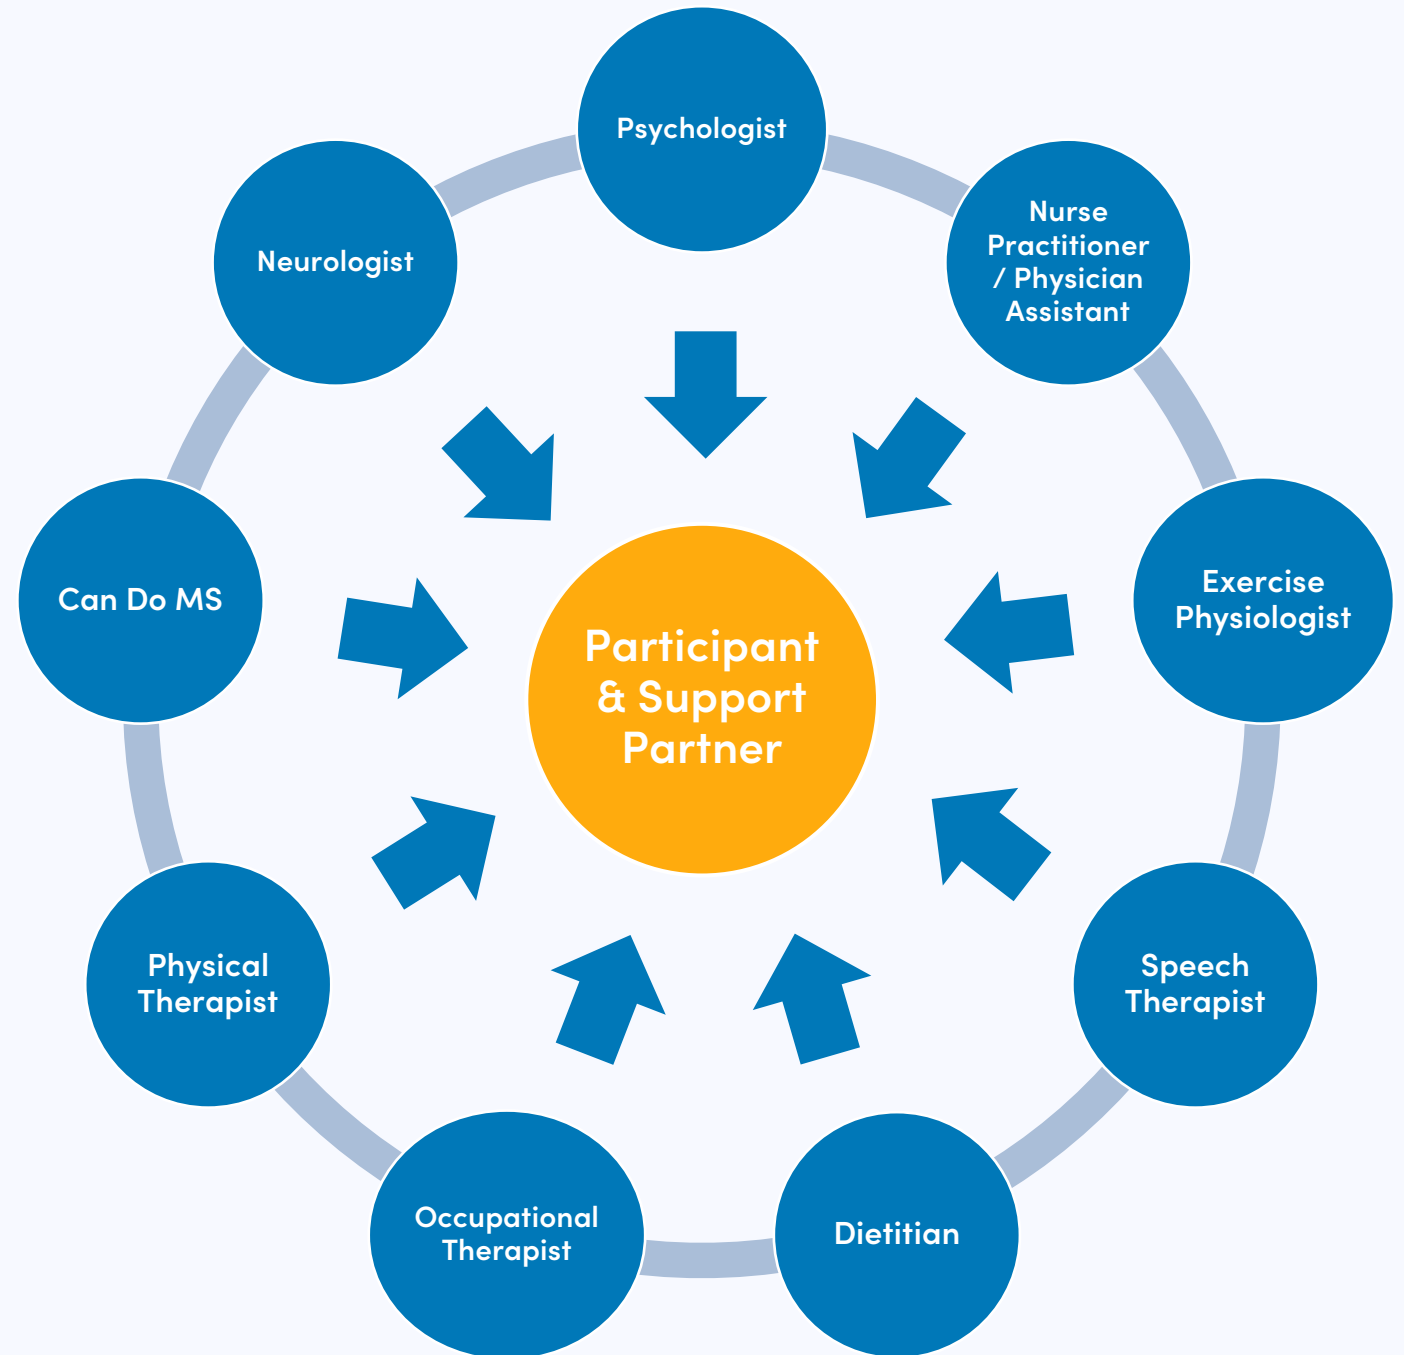 Psychologist
Nurse
Practitioner
/ Physician
Assistant
Neurologist
Exercise
Physiologist
Can Do MS
Participant
& Support
Partner
Speech
Therapist
Physical
Therapist
Dietitian
Occupational
Therapist